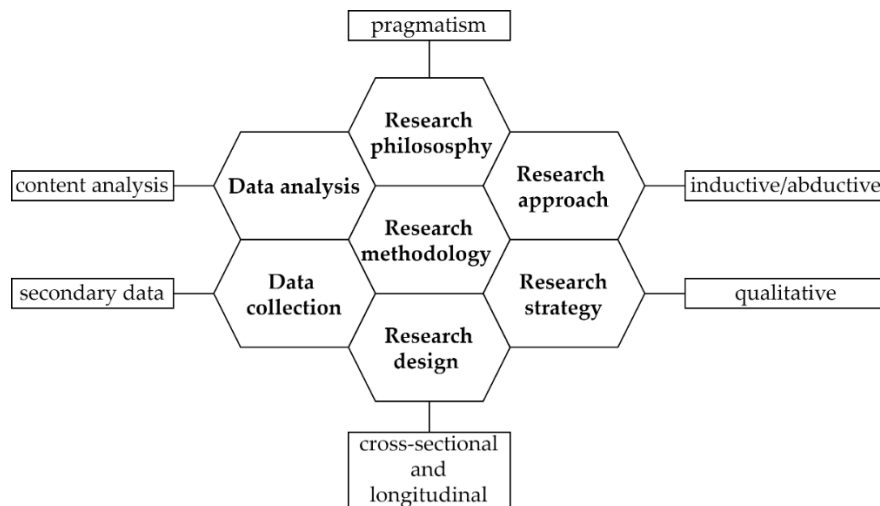 pragmatism
Research
philososphy
content analysis
Data analysis
Research
approach
inductive/abductive
Research
methodology
secondary data
Data
collection
Research
strategy
qualitative
Research
design
cross-sectional
and
longitudinal